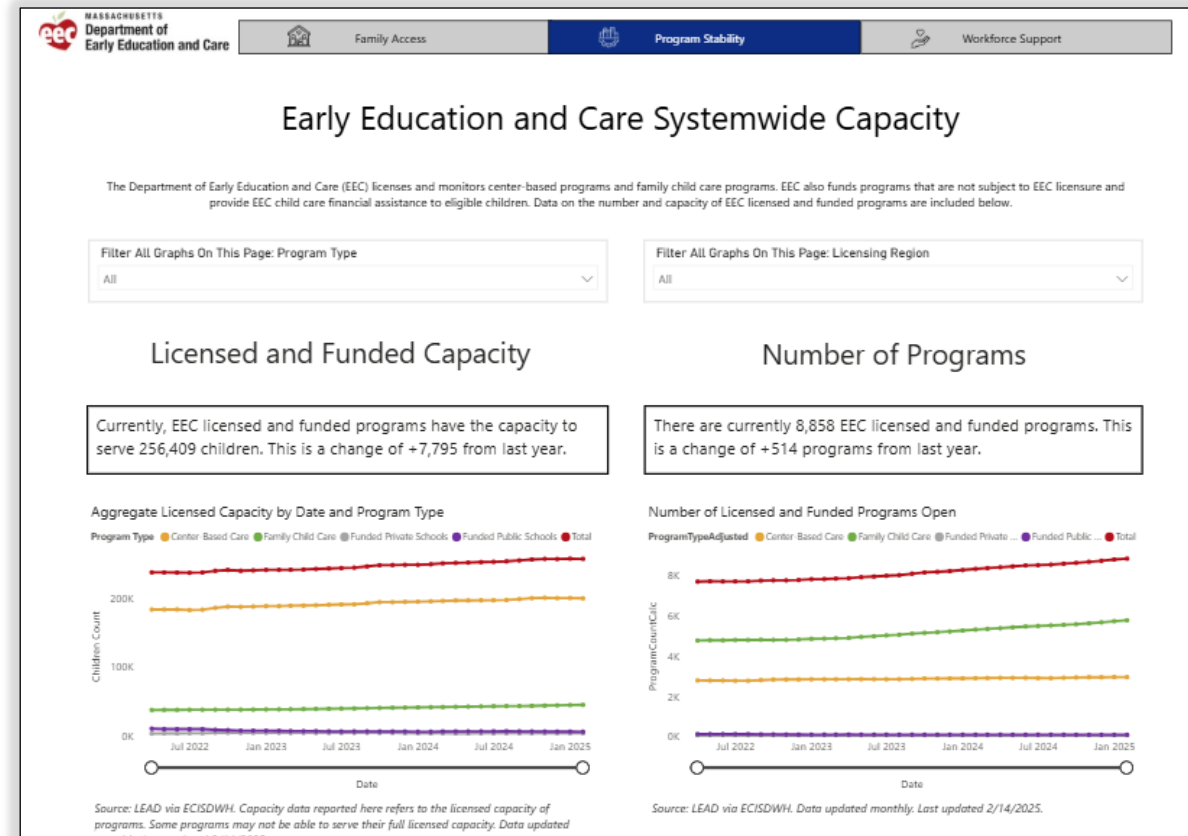 MASSACHUSETTS
Department of
Early Education and Care
eec
Family Access
Program Stability
Workforce Support
Early Education and Care Systemwide Capacity
The Department of Early Education and Care (EEC) licenses and monitors center-based programs and family child care programs. EEC also funds programs that are not subject to EEC licensure and
provide EEC child care financial assistance to eligible children. Data on the number and capacity of EEC licensed and funded programs are included below.
Filter All Graphs On This Page: Program Type
All
Filter All Graphs On This Page: Licensing Region
All
Licensed and Funded Capacity
Currently, EEC licensed and funded programs have the capacity to
serve 256,409 children. This is a change of +7,795 from last year.
Aggregate Licensed Capacity by Date and Program Type
Program Type Center-Based Care Family Child Care Funded Private Schools Funded Public Schools Total
Children Count
200K
100K
0K
Jul 2022 Jan 2023 Jul 2023 Jan 2024 Jul 2024 Jan 2025
Date
Source: LEAD via ECISDWH. Capacity data reported here refers to the licensed capacity of
programs. Some programs may not be able to serve their full licensed capacity. Data updated
Number of Programs
There are currently 8,858 EEC licensed and funded programs. This
is a change of +514 programs from last year.
Number of Licensed and Funded Programs Open
ProgramTypeAdjusted Center-Based Care Family Child Care Funded Private ... Funded Public ... Total
ProgramCountCalc
8K
6K
4K
2K
0K
Jul 2022 Jan 2023 Jul 2023 Jan 2024 Jul 2024 Jan 2025
Date
Source: LEAD via ECISDWH. Data updated monthly. Last updated 2/14/2025.